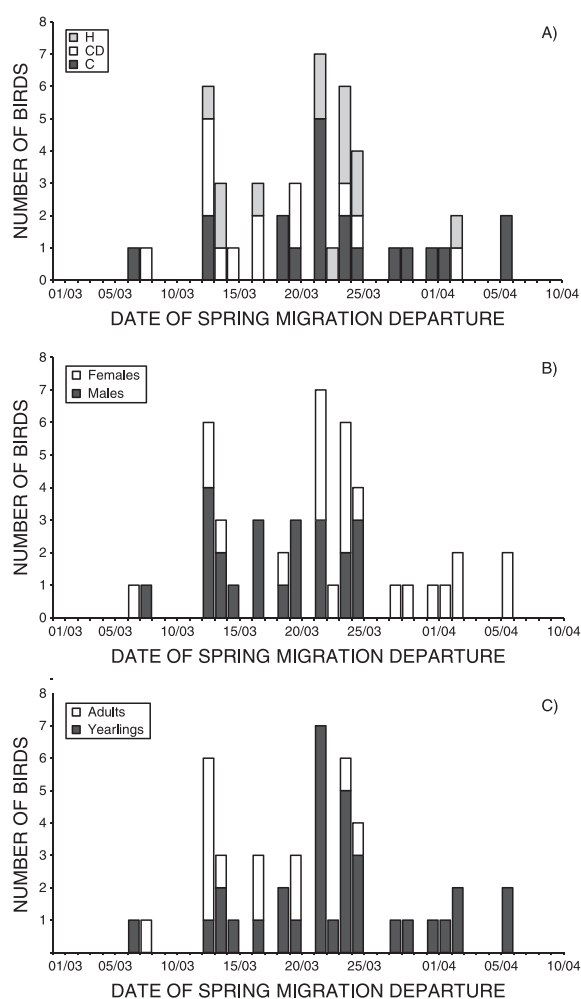 A)
H
CD
C
NUMBER OF BIRDS
8
7
6
5
4
3
2
1
0
01/03 05/03 10/03 15/03 20/03 25/03 01/04 05/04 10/04
DATE OF SPRING MIGRATION DEPARTURE
B)
Females
Males
NUMBER OF BIRDS
8
7
6
5
4
3
2
1
0
01/03 05/03 10/03 15/03 20/03 25/03 01/04 05/04 10/04
DATE OF SPRING MIGRATION DEPARTURE
C)
Adults
Yearlings
NUMBER OF BIRDS
8
7
6
5
4
3
2
1
01/03 05/03 10/03 15/03 20/03 25/03 01/04 05/04 10/04
DATE OF SPRING MIGRATION DEPARTURE